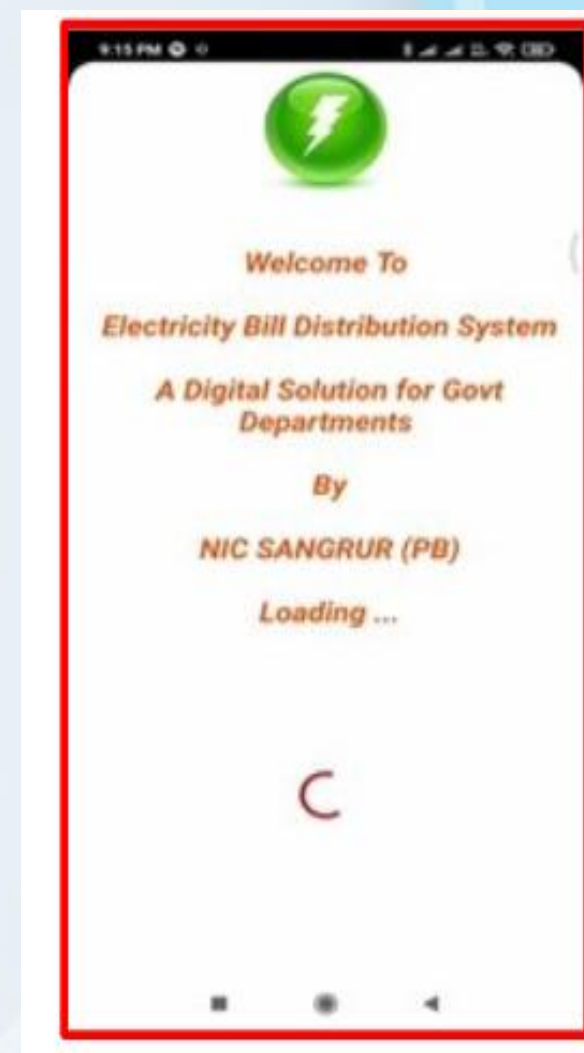 9:15 PM
Welcome To
Electricity Bill Distribution System
A Digital Solution for Govt
Departments
By
NIC SANGRUR (PB)
Loading ...